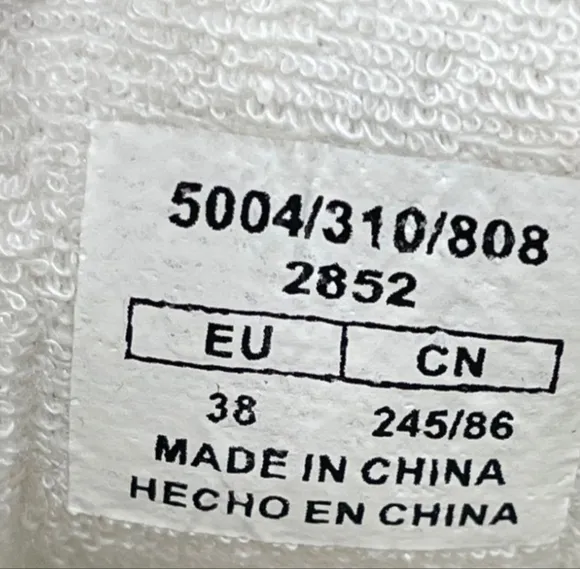 5004/310/808
2852
EU CN
38 245/86
MADE IN CHINA
HECHO EN CHINA